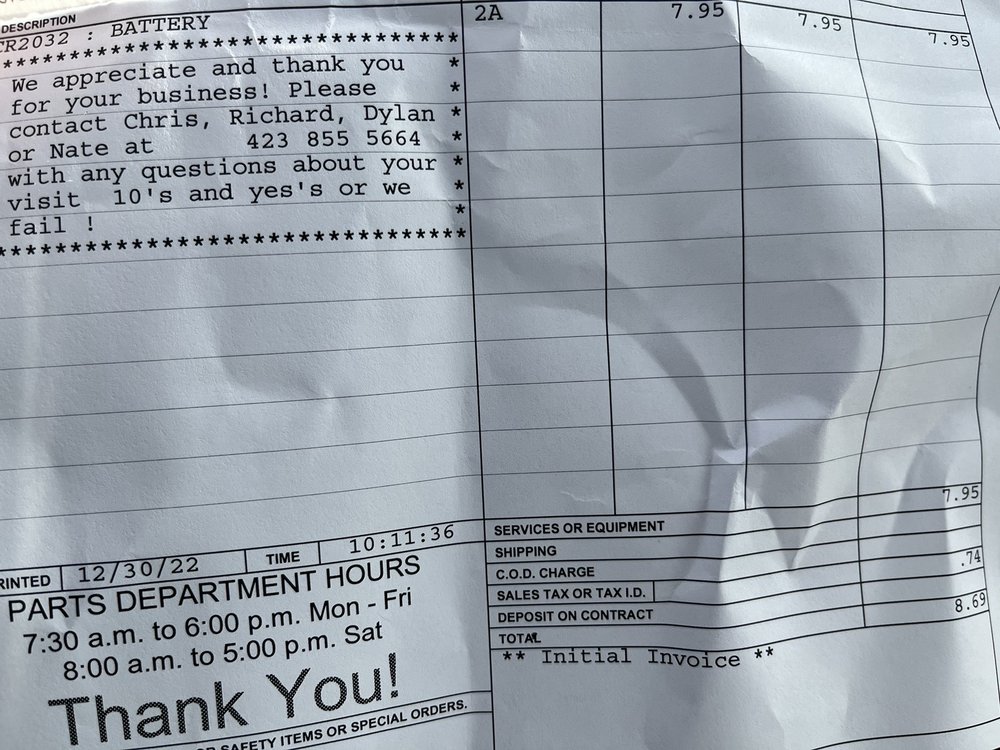 DESCRIPTION
CR2032 : BATTERY 2A 7.95 7.95 7.95
*******************************
We appreciate and thank you *
for your business! Please *
contact Chris, Richard, Dylan *
or Nate at 423 855 5664 *
with any questions about your *
visit 10's and yes's or we *
fail ! *
********************************
7.95
SERVICES OR EQUIPMENT
SHIPPING
C.O.D. CHARGE .74
SALES TAX OR TAX I.D.
DEPOSIT ON CONTRACT 8.69
TOTAL
** Initial Invoice **
RINTED 12/30/22 TIME 10:11:36
PARTS DEPARTMENT HOURS
7:30 a.m. to 6:00 p.m. Mon - Fri
8:00 a.m. to 5:00 p.m. Sat
Thank You!
SAFETY ITEMS OR SPECIAL ORDERS.